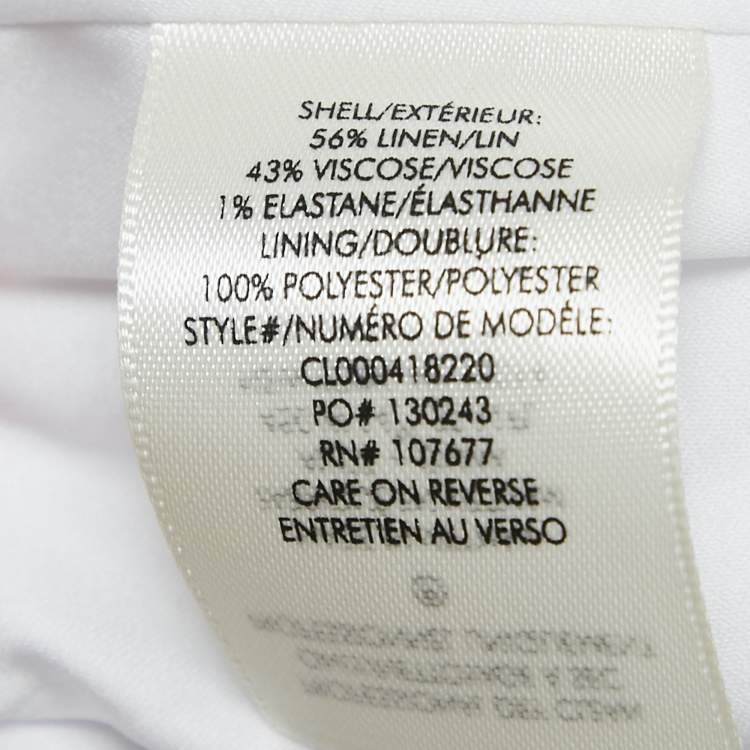 SHELL/EXTÉRIEUR:
56% LINEN/LIN
43% VISCOSE/VISCOSE
1% ELASTANE/ÉLASTHANNE
LINING/DOUBLURE:
100% POLYESTER/POLYESTER
STYLE#/NUMÉRO DE MODÉLE:
CL000418220
PO# 130243
RN# 107677
CARE ON REVERSE
ENTRETIEN AU VERSO